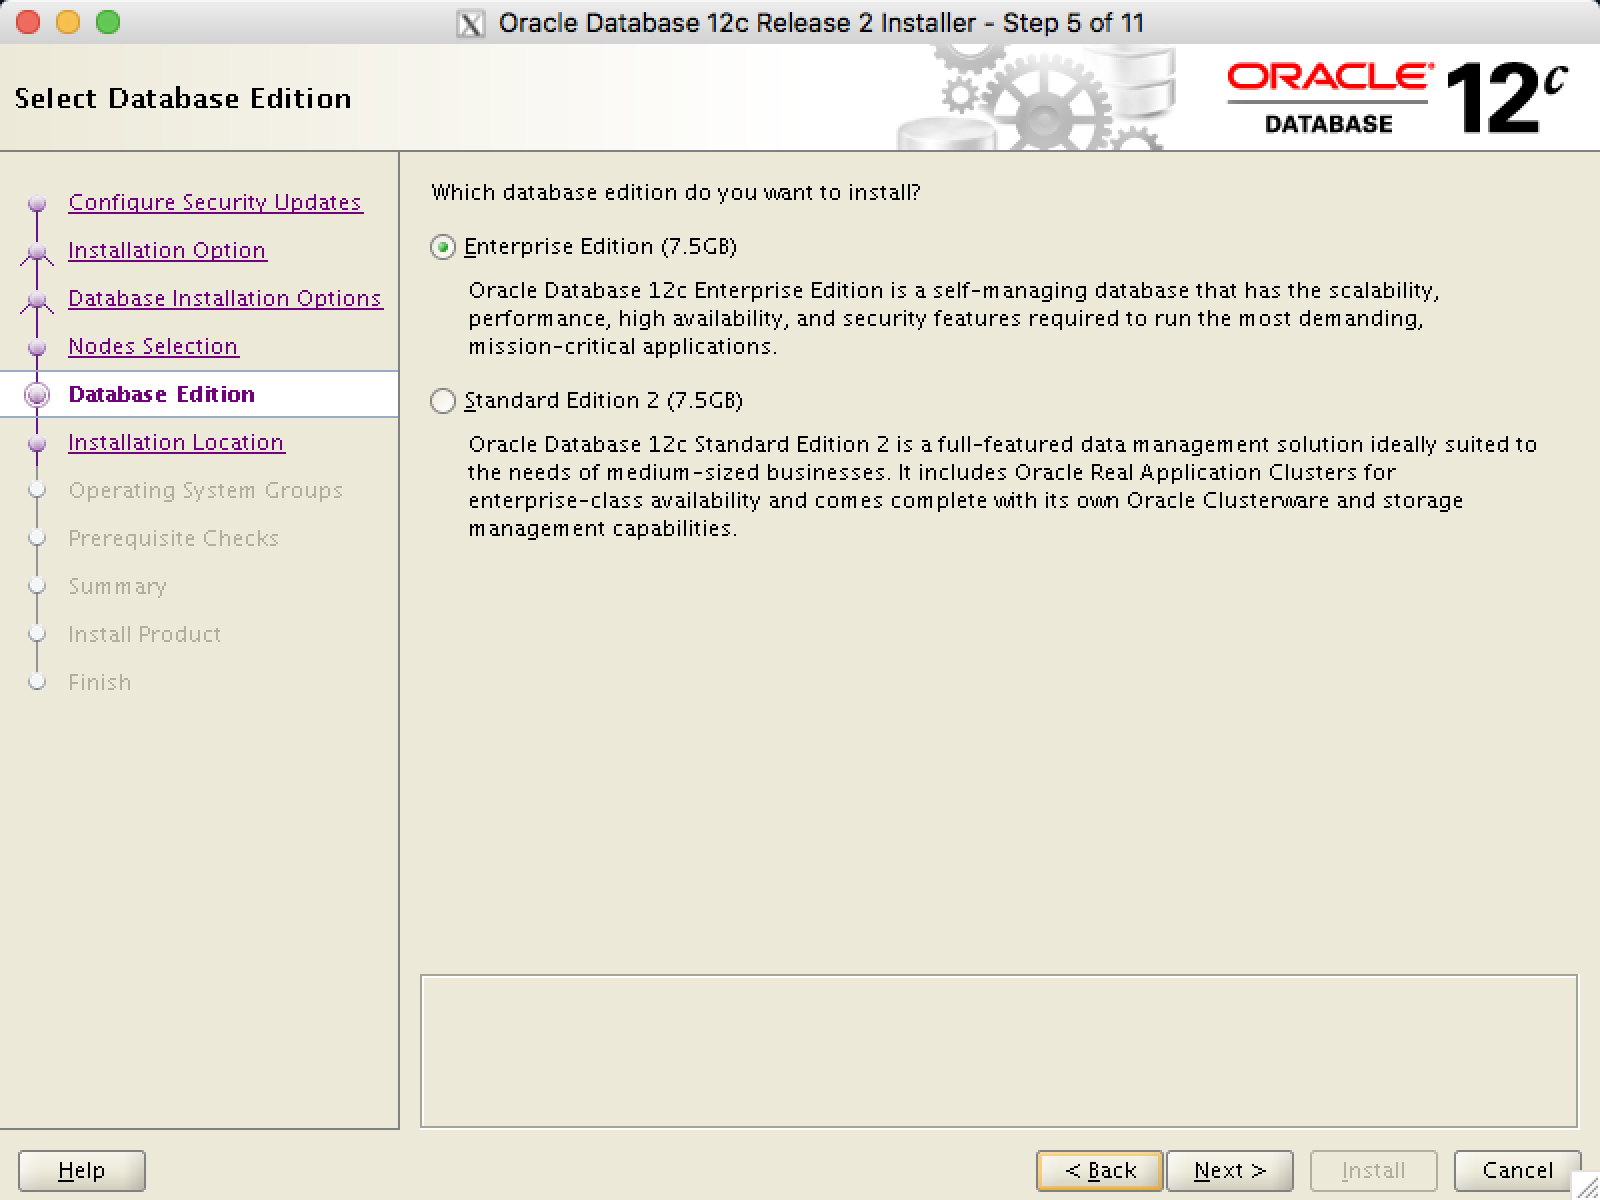 Oracle Database 12c Release 2 Installer - Step 5 of 11
Select Database Edition
ORACLE
DATABASE
12c
Configure Security Updates
Installation Option
Database Installation Options
Nodes Selection
Database Edition
Installation Location
Operating System Groups
Prerequisite Checks
Summary
Install Product
Finish
Which database edition do you want to install?
Enterprise Edition (7.5GB)
Oracle Database 12c Enterprise Edition is a self-managing database that has the scalability,
performance, high availability, and security features required to run the most demanding,
mission-critical applications.
Standard Edition 2 (7.5GB)
Oracle Database 12c Standard Edition 2 is a full-featured data management solution ideally suited to
the needs of medium-sized businesses. It includes Oracle Real Application Clusters for
enterprise-class availability and comes complete with its own Oracle Clusterware and storage
management capabilities.
Help
< Back
Next >
Install
Cancel